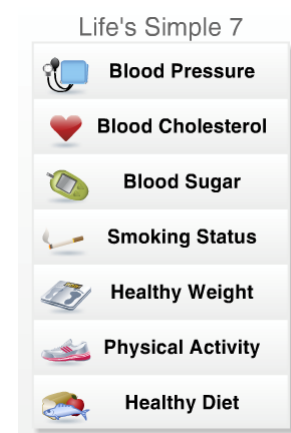 Life's Simple 7
Blood Pressure
Blood Cholesterol
Blood Sugar
Smoking Status
Healthy Weight
Physical Activity
Healthy Diet